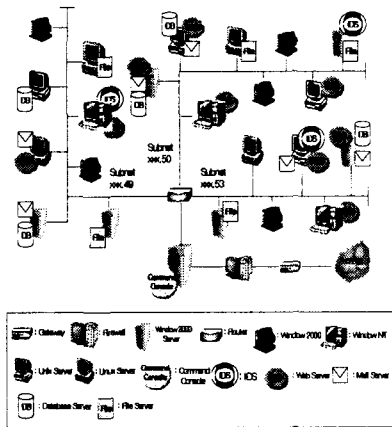 DB
File
IDS
File
Mail
DB
DB
IDS
IDS
DB
Subnet
xxx.50
Subnet
xxx.49
Subnet
xxx.53
DB
File
File
Command
Console
: Gateway
: Firewall
: Window 2000
Server
: Router
: Window 2000
: Window NT
: Unix Server
: Linux Server
Command
Console
: Command
Console
IDS
: IDS
: Web Server
: Mail Server
DB
: Database Server
File
: File Server